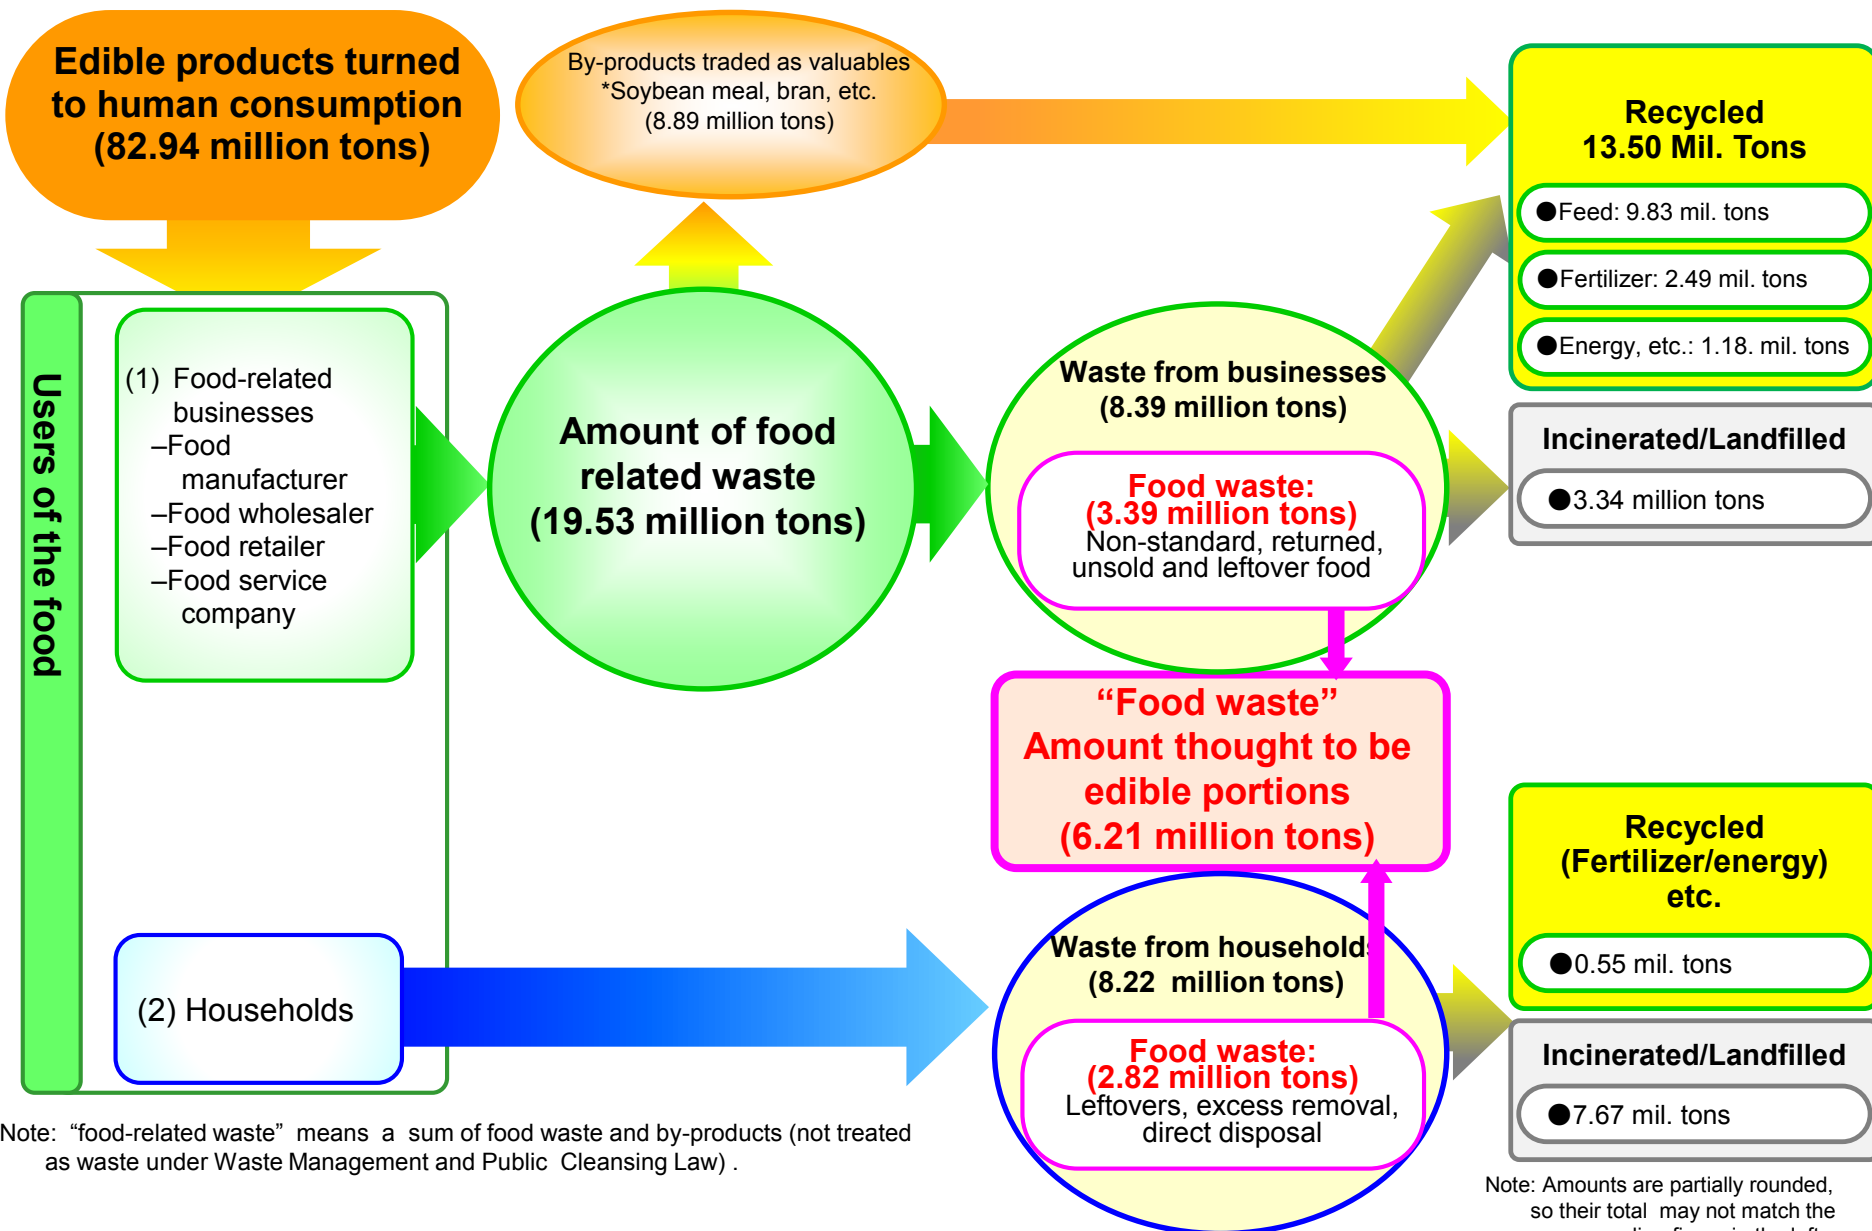 Edible products turned
to human consumption
(82.94 million tons)
By-products traded as valuables
*Soybean meal, bran, etc.
(8.89 million tons)
Recycled
13.50 Mil. Tons
●Feed: 9.83 mil. tons
●Fertilizer: 2.49 mil. tons
●Energy, etc.: 1.18. mil. tons
Users of the food
(1) Food-related
businesses
–Food
manufacturer
–Food wholesaler
–Food retailer
–Food service
company
Amount of food
related waste
(19.53 million tons)
Waste from businesses
(8.39 million tons)
Food waste:
(3.39 million tons)
Non-standard, returned,
unsold and leftover food
Incinerated/Landfilled
●3.34 million tons
“Food waste”
Amount thought to be
edible portions
(6.21 million tons)
(2) Households
Waste from households
(8.22 million tons)
Food waste:
(2.82 million tons)
Leftovers, excess removal,
direct disposal
Recycled
(Fertilizer/energy)
etc.
●0.55 mil. tons
Incinerated/Landfilled
●7.67 mil. tons
Note: “food-related waste” means a sum of food waste and by-products (not treated
as waste under Waste Management and Public Cleansing Law) .
Note: Amounts are partially rounded,
so their total may not match the